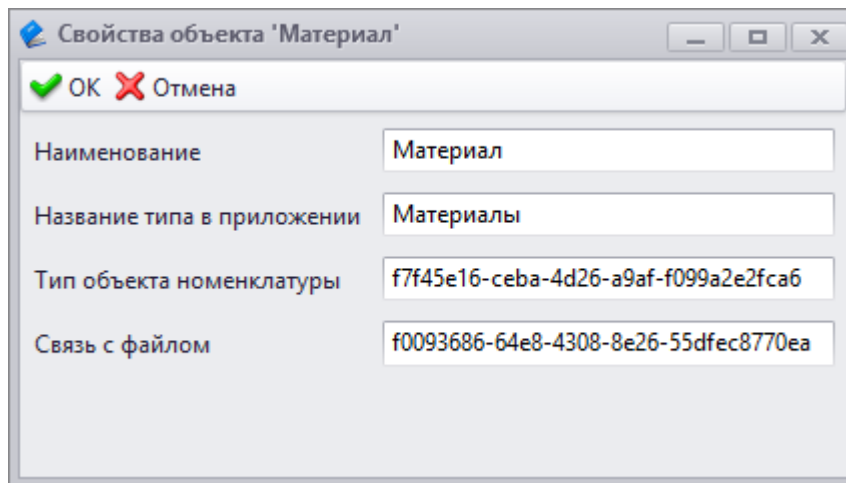 Свойства объекта 'Материал'
ОК Отмена
Наименование Материал
Название типа в приложении Материалы
Тип объекта номенклатуры f7f45e16-ceba-4d26-a9af-f099a2e2fca6
Связь с файлом f0093686-64e8-4308-8e26-55dfec8770ea